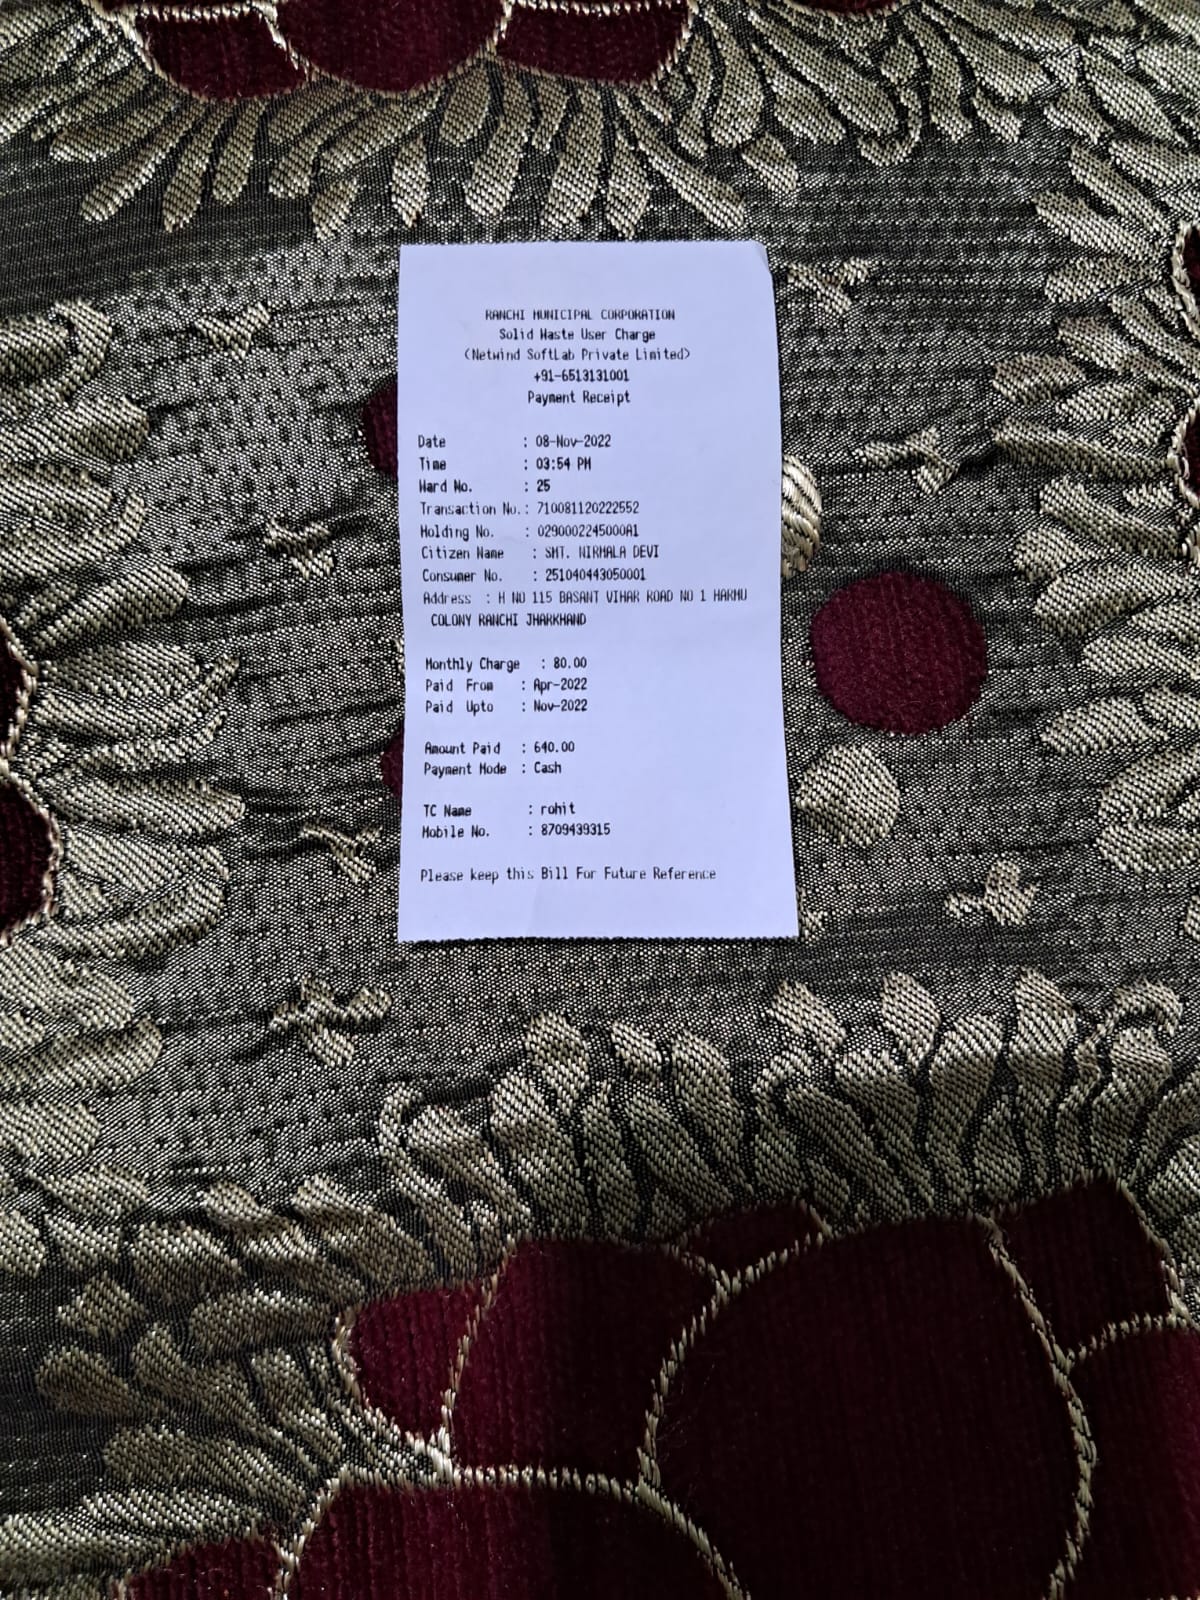 RANCHI MUNICIPAL CORPORATION
Solid Waste User Charge
(Netwind SoftLab Private Limited)
+91-6513131001
Payment Receipt
Date : 08-Nov-2022
Time : 03:54 PM
Ward No. : 25
Transaction No.: 710081120222552
Holding No. : 0290002245000A1
Citizen Name : SMT. NIRMALA DEVI
Consumer No. : 251040443050001
Address : H NO 115 BASANT VIHAR ROAD NO 1 HARMU
COLONY RANCHI JHARKHAND
Monthly Charge : 80.00
Paid From : Apr-2022
Paid Upto : Nov-2022
Amount Paid : 640.00
Payment Mode : Cash
TC Name : rohit
Mobile No. : 8709439315
Please keep this Bill For Future Reference